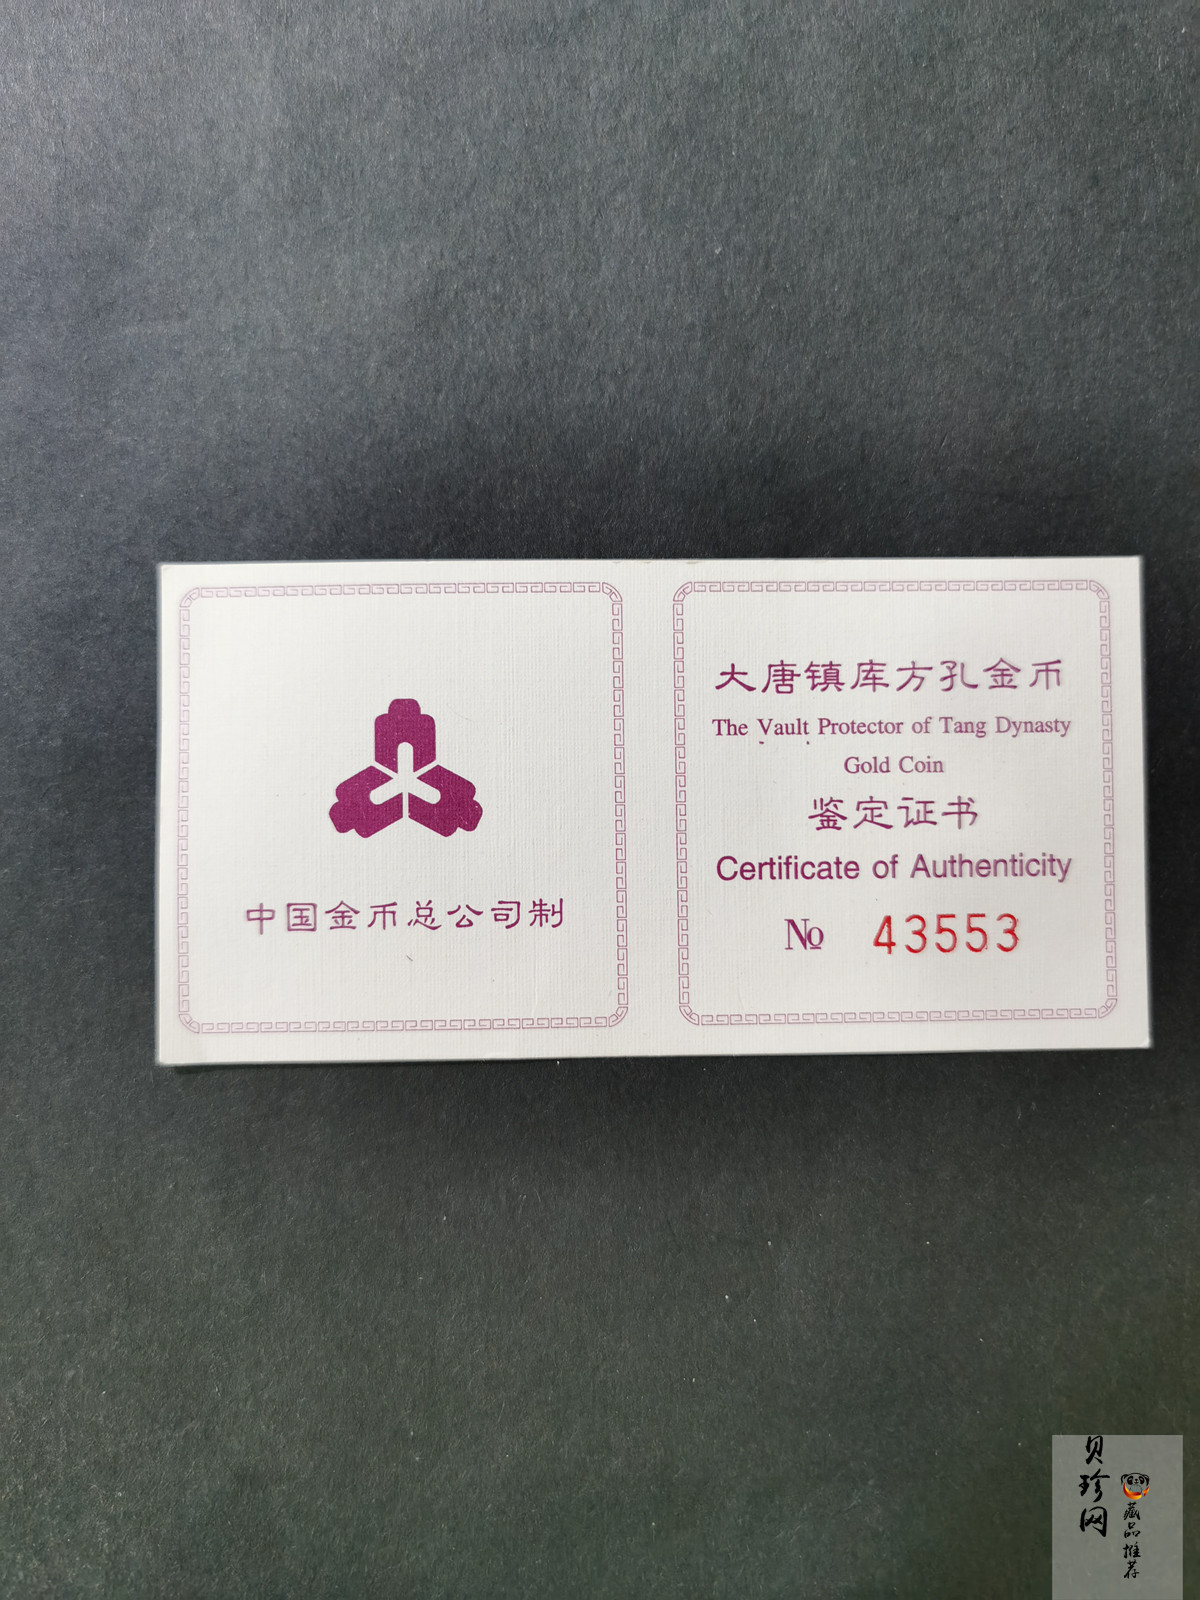 中国金币总公司制
大唐镇库方孔金币
The Vault Protector of Tang Dynasty
Gold Coin
鉴定证书
Certificate of Authenticity
№ 43553
贝珍网
藏品推荐